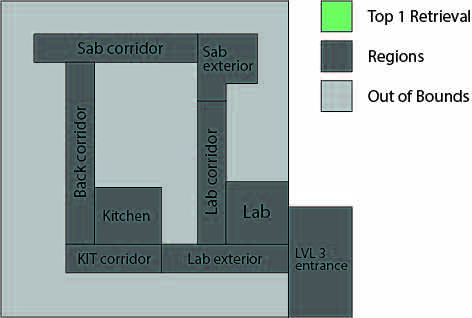 Sab corridor
Sab
exterior
Back corridor
Lab corridor
Kitchen
Lab
KIT corridor
Lab exterior
LVL 3
entrance
Top 1 Retrieval
Regions
Out of Bounds